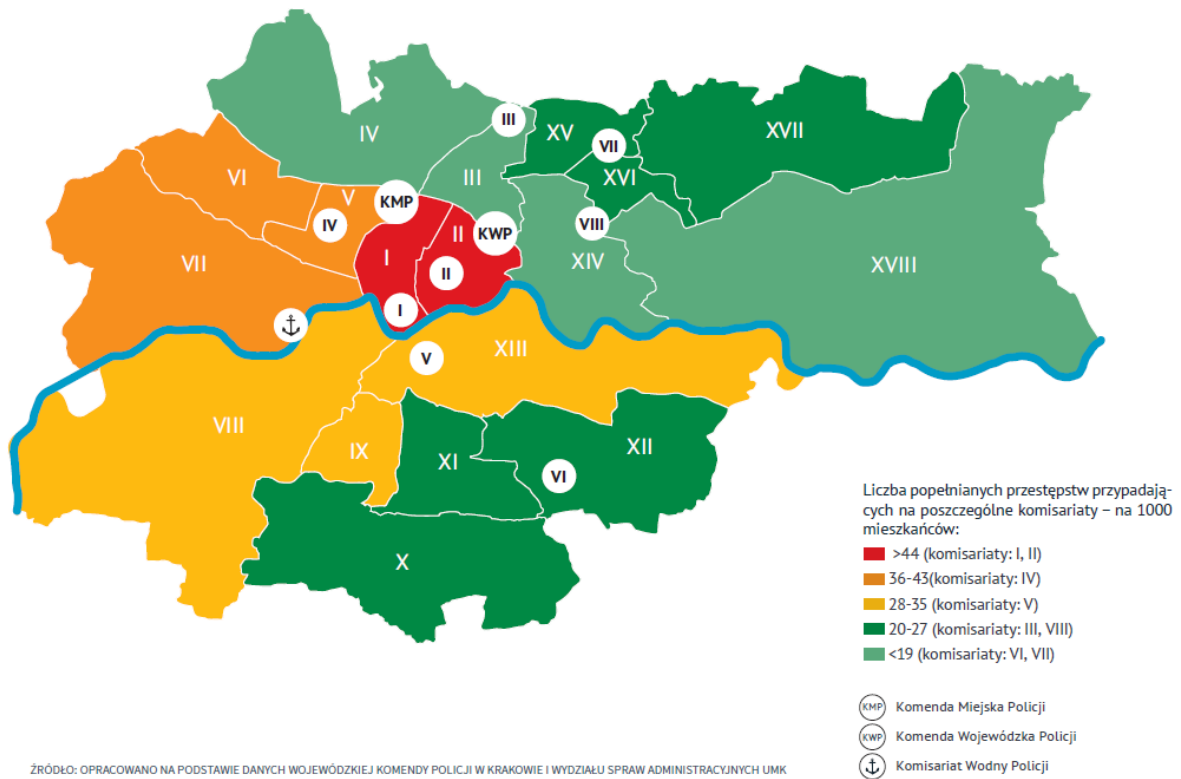 IV
III
XV
VII
XVII
VI
III
XVI
V
KMP
IV
II
KWP
VIII
VII
I
II
XIV
XVIII
I
V
XIII
VIII
IX
XI
XII
VI
X
Liczba popełnianych przestępstw przypadają-
cych na poszczególne komisariaty – na 1000
mieszkańców:
>44 (komisariaty: I, II)
36-43(komisariaty: IV)
28-35 (komisariaty: V)
20-27 (komisariaty: III, VIII)
<19 (komisariaty: VI, VII)
KMP Komenda Miejska Policji
KWP Komenda Wojewódzka Policji
Komisariat Wodny Policji
ŹRÓDŁO: OPRACOWANO NA PODSTAWIE DANYCH WOJEWÓDZKIEJ KOMENDY POLICJI W KRAKOWIE I WYDZIAŁU SPRAW ADMINISTRACYJNYCH UMK